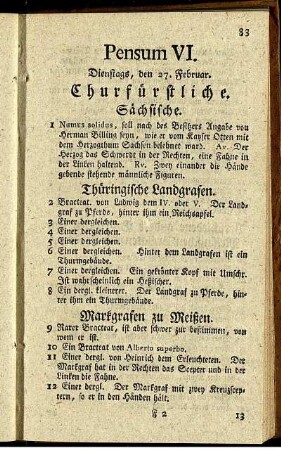 83
Pensum VI.
Dienstags, den 27. Februar.
Churfürstliche.
Sächsische.
1 Numus solidus, soll nach des Besitzers Angabe von
Herman Billing seyn, wie er vom Kayser Otten mit
dem Herzogthum Sachsen belehnet ward. Av. Der
Herzog das Schwerdt in der Rechten, eine Fahne in
der Linken haltend. Rv. Zwey einander die Hände
gebende stehende männliche Figuren.
Thüringische Landgrafen.
2 Bracteat. von Ludwig dem IV. oder V. Der Land-
graf zu Pferde, hinter ihm ein Reichsapfel.
3 Einer dergleichen.
4 Einer dergleichen.
5 Einer dergleichen.
6 Einer dergleichen. Hinter dem Landgrafen ist ein
Thurmgebäude.
7 Einer dergleichen. Ein gekrönter Kopf mit Umschr.
Ist wahrscheinlich ein Heßischer.
8 Ein dergl. kleinerer. Der Landgraf zu Pferde, hin-
ter ihm ein Thurmgebäude.
Markgrafen zu Meißen.
9 Rarer Bracteat, ist aber schwer zur bestimmen, von
wem er ist.
10 Ein Bracteat von Alberto superbo.
11 Einer dergl. von Heinrich dem Erleuchteten. Der
Markgraf hat in der Rechten das Scepter und in der
Linken die Fahne.
12 Einer dergl. Der Markgraf mit zwey Kreuzscep-
tern, so er in den Händen hält.
F 2 13